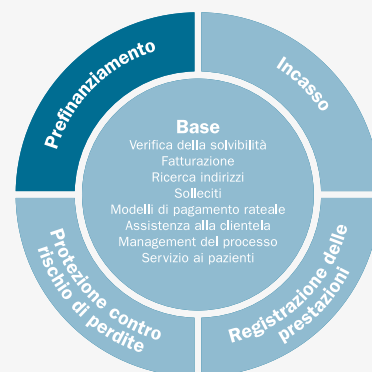 Prefinanziamento
Incasso
Base
Verifica della solvibilità
Fatturazione
Ricerca indirizzi
Solleciti
Modelli di pagamento rateale
Assistenza alla clientela
Management del processo
Servizio ai pazienti
Protezione contro
rischio di perdite
Registrazione delle
prestazioni